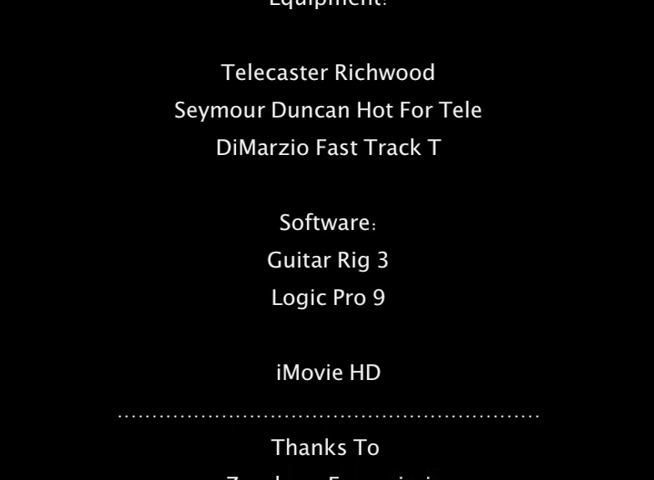 Equipment:
Telecaster Richwood
Seymour Duncan Hot For Tele
DiMarzio Fast Track T
Software:
Guitar Rig 3
Logic Pro 9
iMovie HD
.............................................................
Thanks To